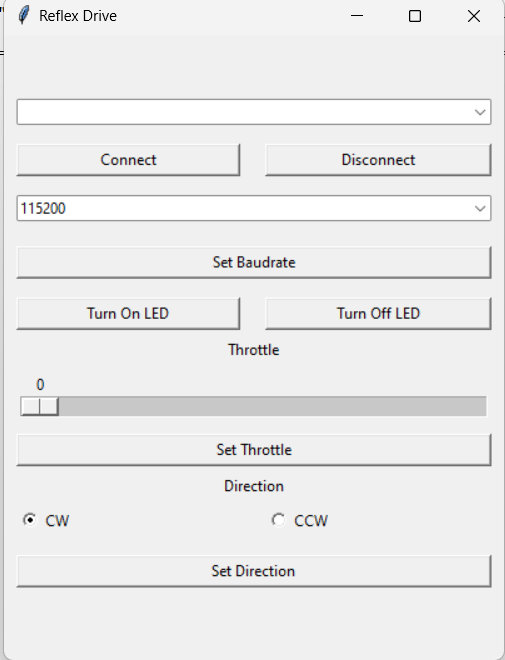 Reflex Drive
Connect Disconnect
115200
Set Baudrate
Turn On LED Turn Off LED
Throttle
0
Set Throttle
Direction
CW CCW
Set Direction